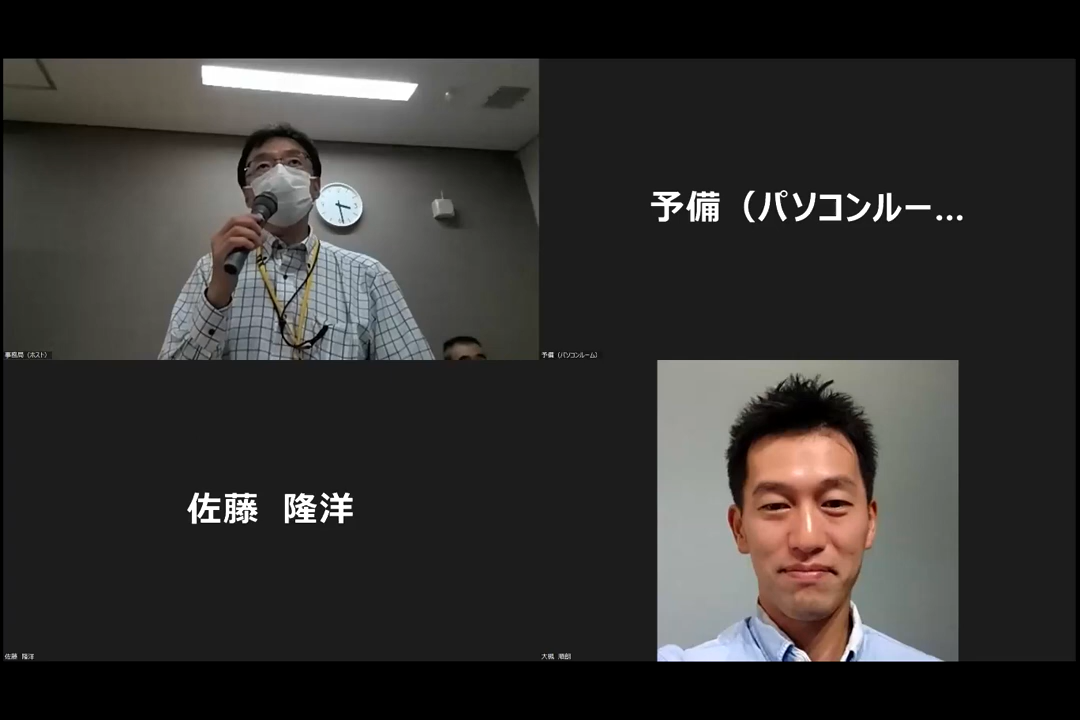 予備（パソコンルー...
事務局（ホスト）
予備（パソコンルーム）
佐藤　隆洋
佐藤　隆洋